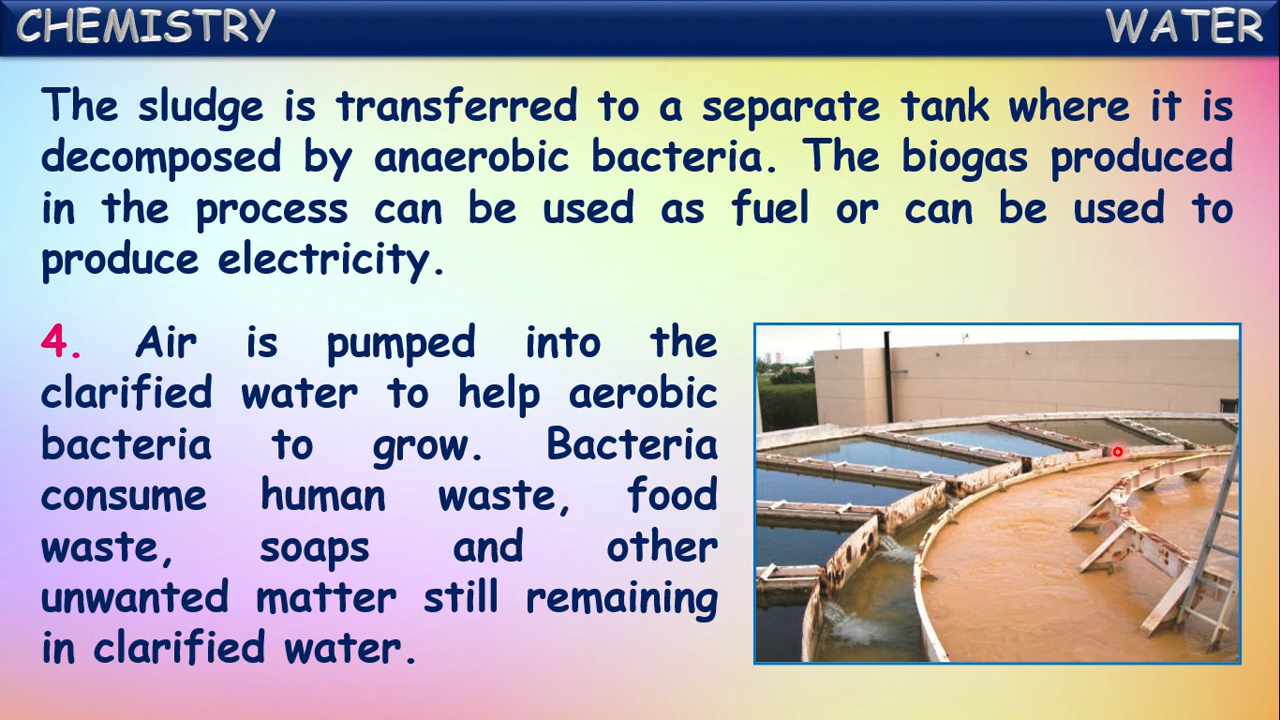 CHEMISTRY WATER
The sludge is transferred to a separate tank where it is
decomposed by anaerobic bacteria. The biogas produced
in the process can be used as fuel or can be used to
produce electricity.
4. Air is pumped into the
clarified water to help aerobic
bacteria to grow. Bacteria
consume human waste, food
waste, soaps and other
unwanted matter still remaining
in clarified water.